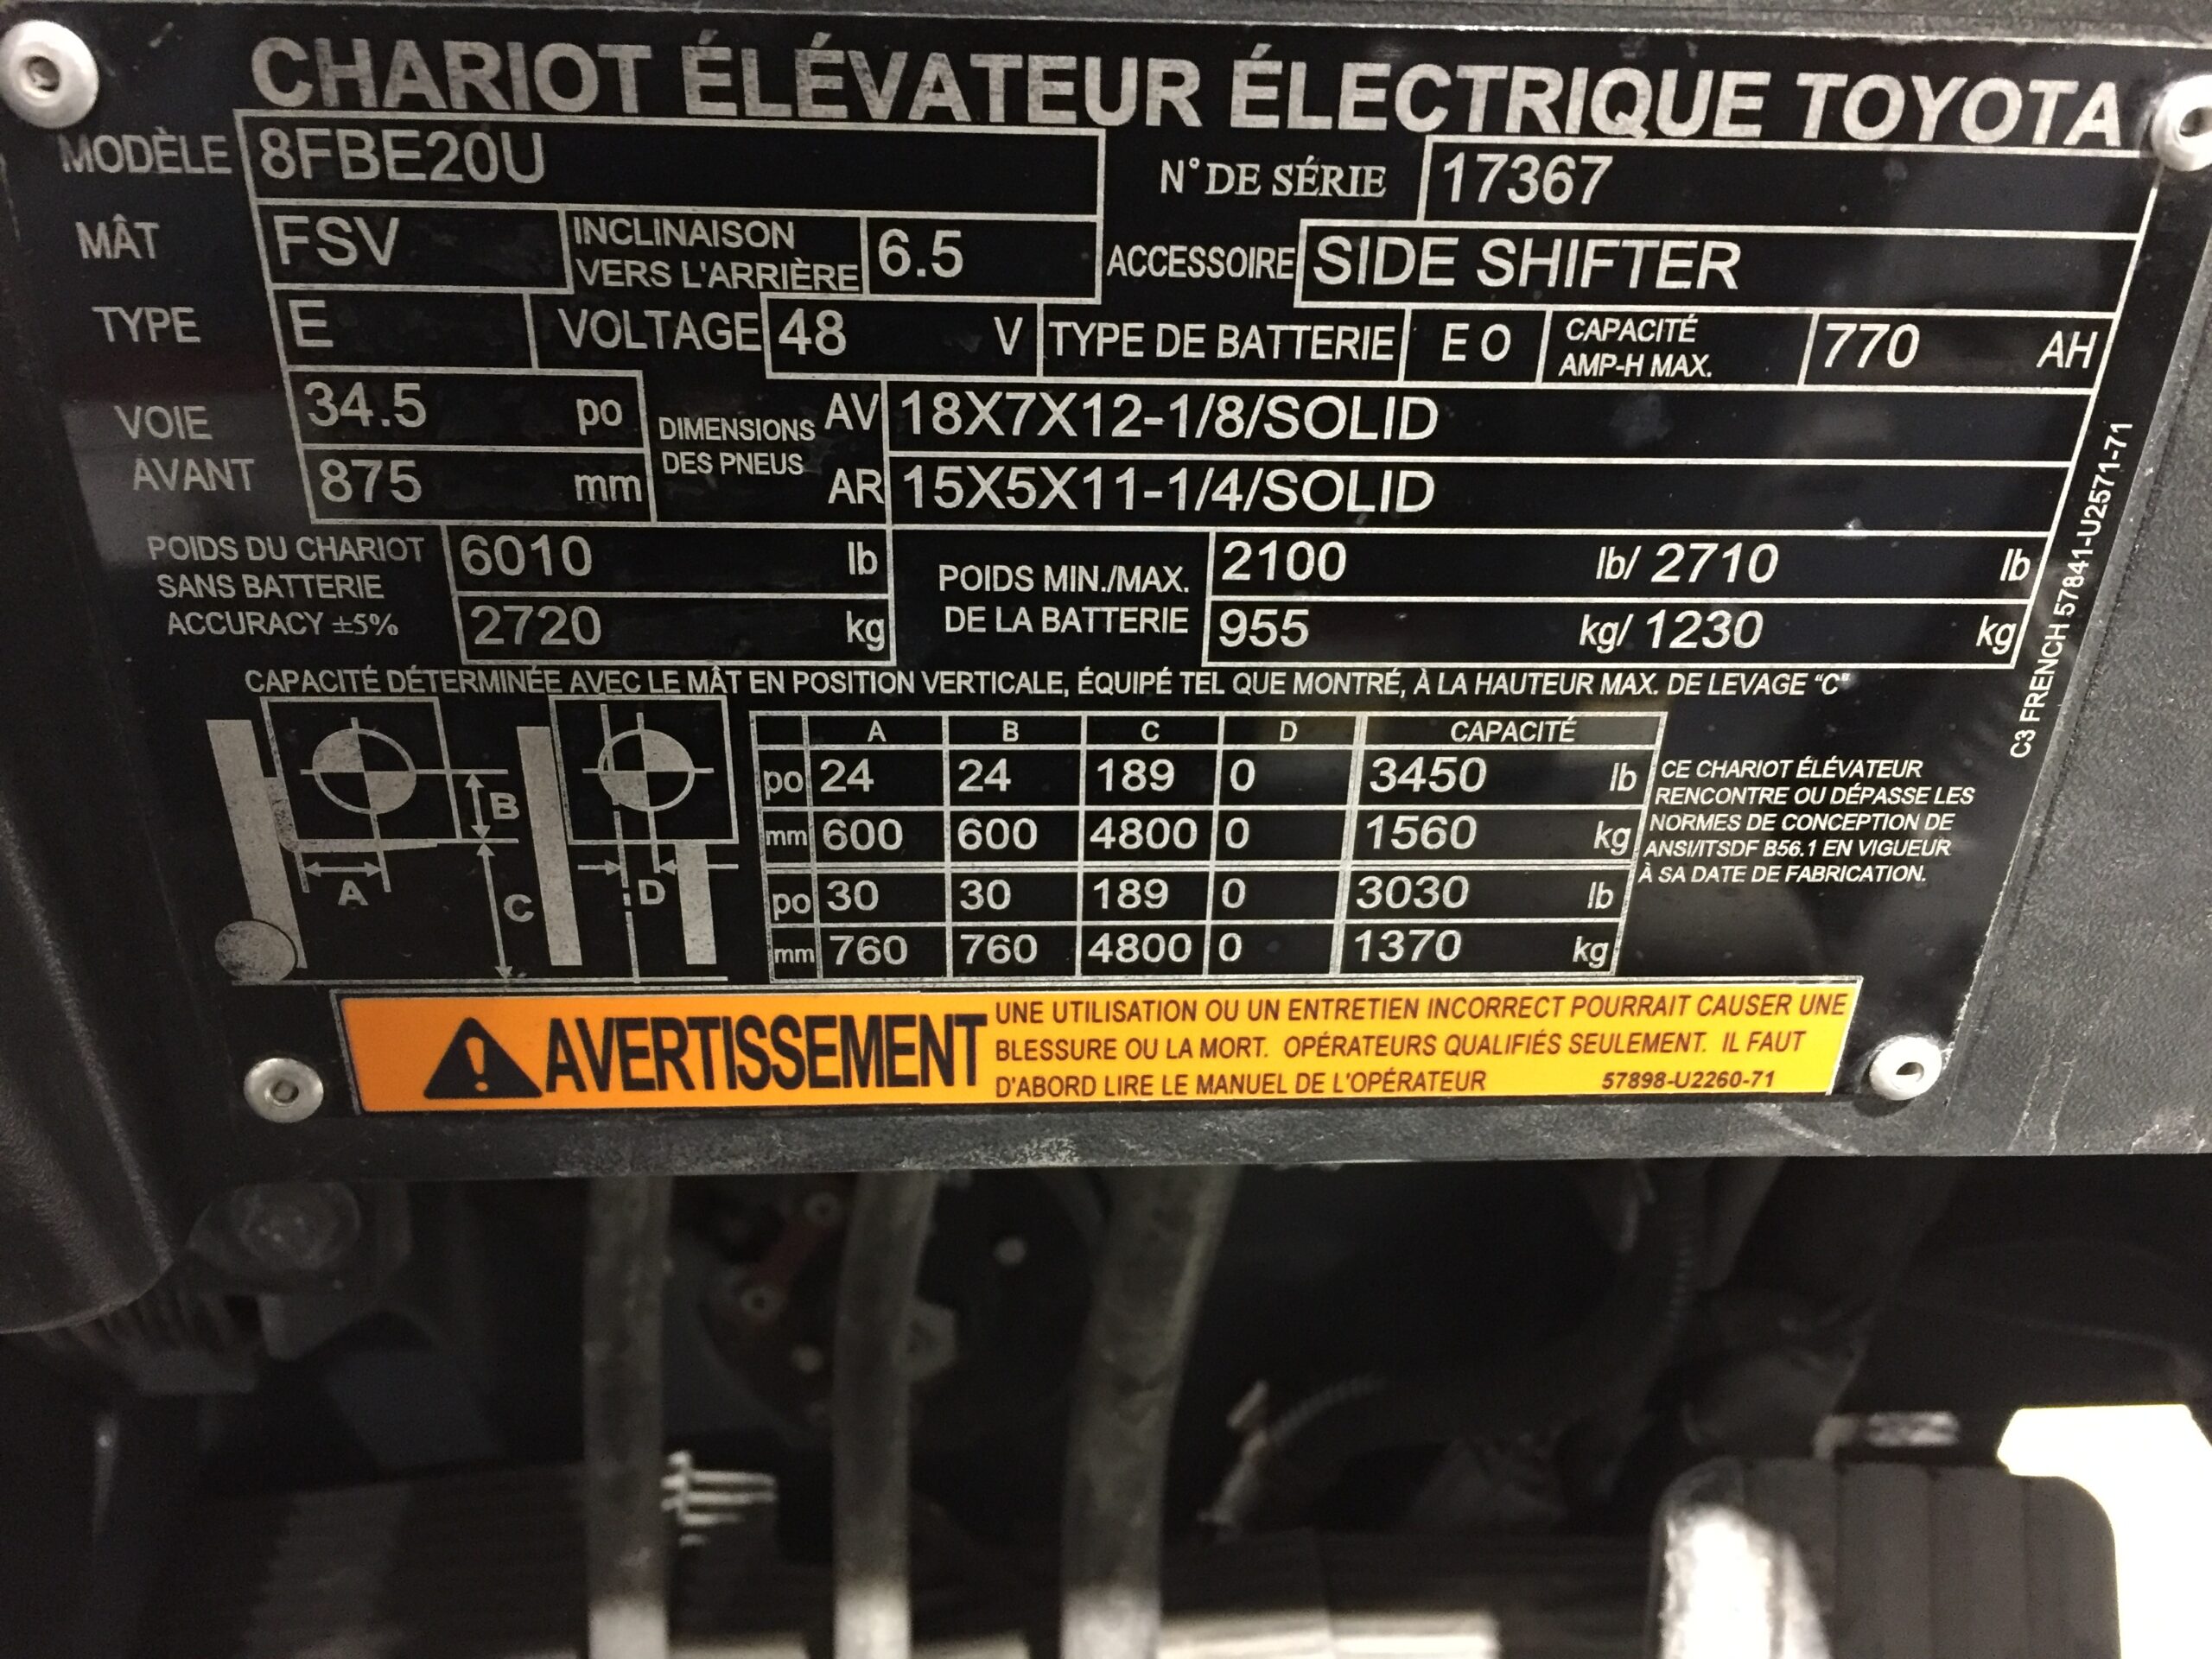 CHARIOT ÉLÉVATEUR ÉLECTRIQUE TOYOTA
MODÈLE 8FBE20U N° DE SÉRIE 17367
MÂT FSV INCLINAISON VERS L'ARRIÈRE 6.5 ACCESSOIRE SIDE SHIFTER
TYPE E VOLTAGE 48 V TYPE DE BATTERIE E O CAPACITÉ AMP-H MAX. 770 AH
VOIE AVANT 34.5 po DIMENSIONS DES PNEUS AV 18X7X12-1/8/SOLID
875 mm AR 15X5X11-1/4/SOLID
POIDS DU CHARIOT SANS BATTERIE ACCURACY ±5% 6010 lb POIDS MIN./MAX. DE LA BATTERIE 2100 lb/ 2710 lb
2720 kg 955 kg/ 1230 kg
C3 FRENCH 57841-U2571-71
CAPACITÉ DÉTERMINÉE AVEC LE MÂT EN POSITION VERTICALE, ÉQUIPÉ TEL QUE MONTRÉ, À LA HAUTEUR MAX. DE LEVAGE "C"
A B C D
A B C D CAPACITÉ
po 24 24 189 0 3450 lb
mm 600 600 4800 0 1560 kg
po 30 30 189 0 3030 lb
mm 760 760 4800 0 1370 kg
CE CHARIOT ÉLÉVATEUR
RENCONTRE OU DÉPASSE LES
NORMES DE CONCEPTION DE
ANSI/ITSDF B56.1 EN VIGUEUR
À SA DATE DE FABRICATION.
AVERTISSEMENT
UNE UTILISATION OU UN ENTRETIEN INCORRECT POURRAIT CAUSER UNE
BLESSURE OU LA MORT. OPÉRATEURS QUALIFIÉS SEULEMENT. IL FAUT
D'ABORD LIRE LE MANUEL DE L'OPÉRATEUR 57898-U2260-71